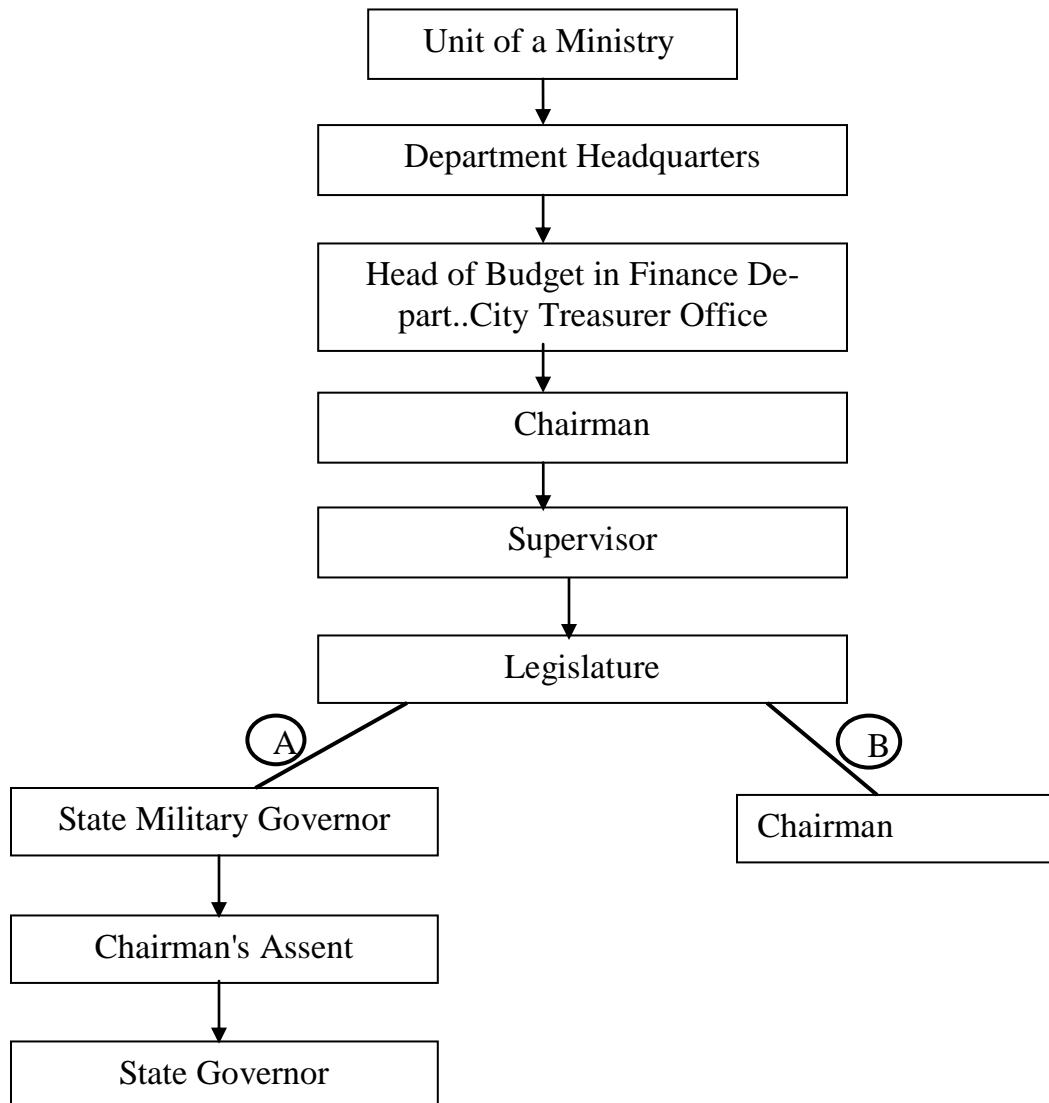 Unit of a Ministry
Department Headquarters
Head of Budget in Finance De-
part..City Treasurer Office
Chairman
Supervisor
Legislature
A
B
State Military Governor
Chairman
Chairman's Assent
State Governor